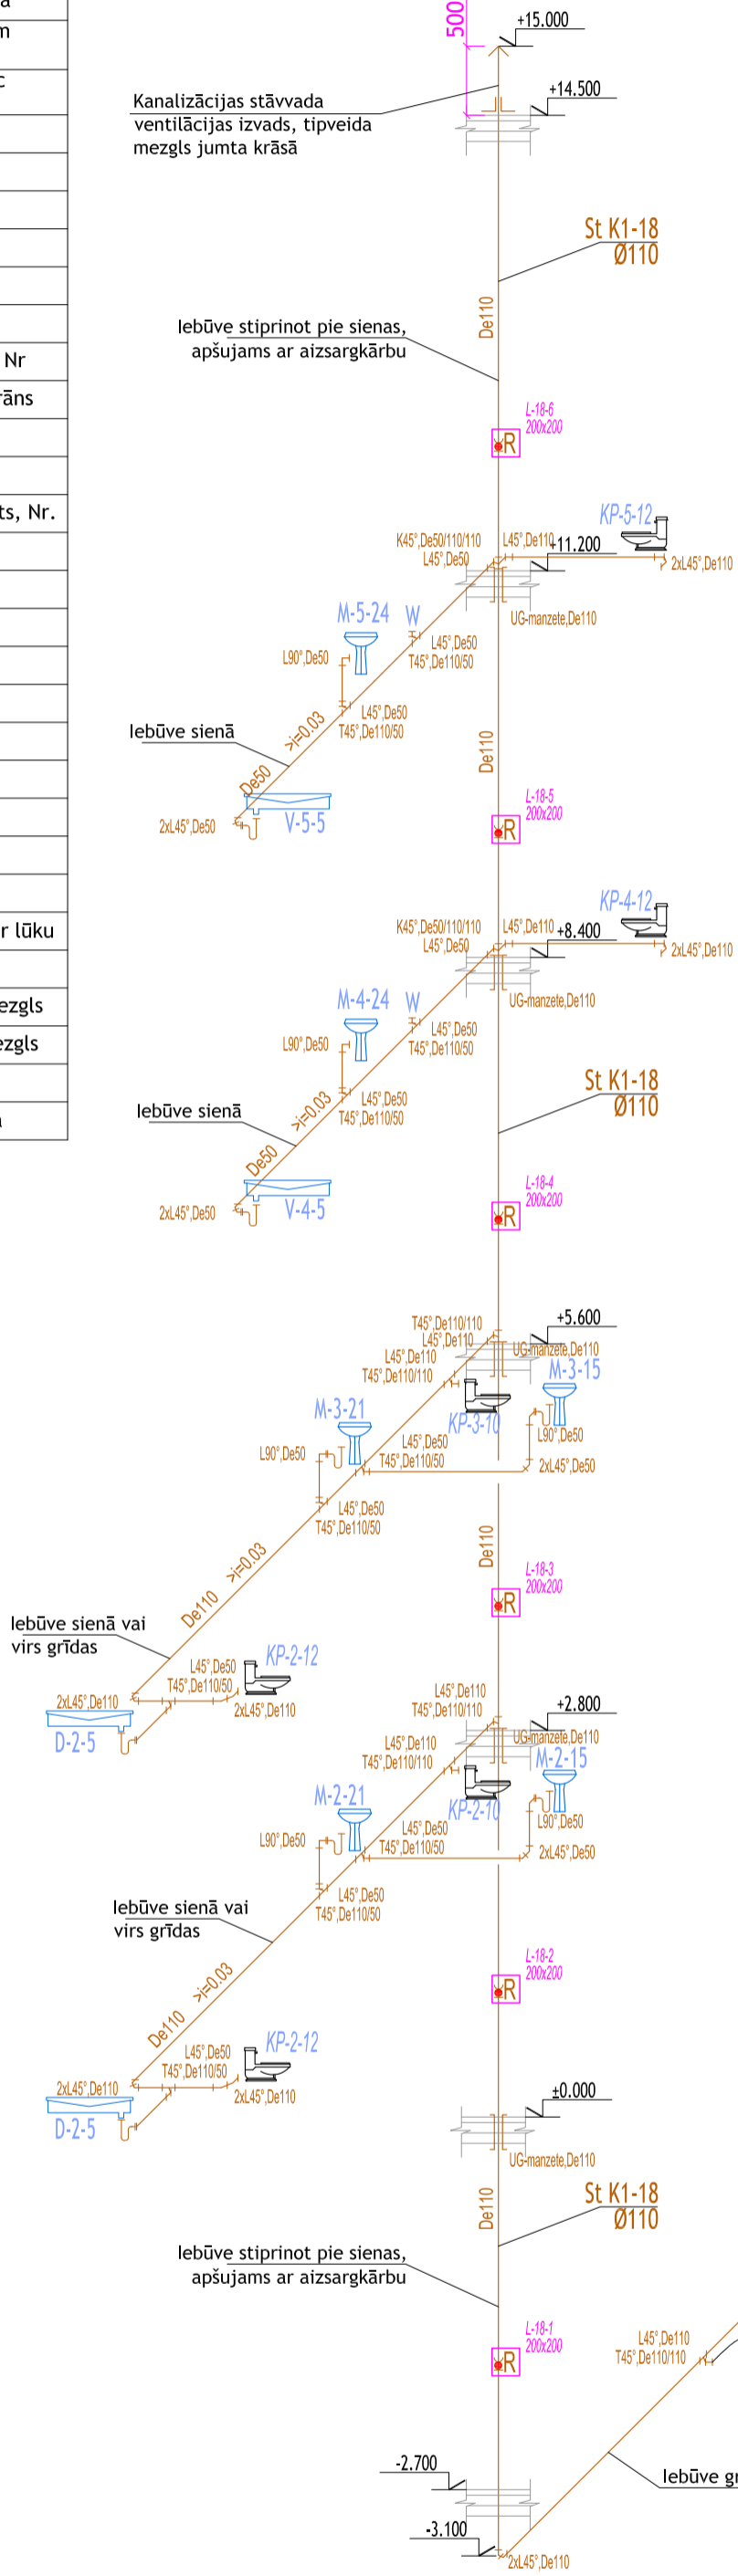 a
m
c
Nr
rāns
ts, Nr.
r lūku
ezgls
ezgls
500
+15.000
+14.500
Kanalizācijas stāvvada
ventilācijas izvads, tipveida
mezgls jumta krāsā
St K1-18
Ø110
De110
Iebūve stiprinot pie sienas,
apšujams ar aizsargkārbu
L-18-6
200x200
R
KP-5-12
K45°,De50/110/110
L45°,De110
+11.200
L45°,De50
2xL45°,De110
UG-manzete,De110
M-5-24
W
L45°,De50
T45°,De110/50
L90°,De50
L45°,De50
T45°,De110/50
>i=0.03
Iebūve sienā
De50
De110
V-5-5
2xL45°,De50
L-18-5
200x200
R
KP-4-12
K45°,De50/110/110
L45°,De110
+8.400
L45°,De50
2xL45°,De110
UG-manzete,De110
M-4-24
W
L45°,De50
T45°,De110/50
L90°,De50
L45°,De50
T45°,De110/50
>i=0.03
Iebūve sienā
De50
St K1-18
Ø110
V-4-5
2xL45°,De50
L-18-4
200x200
R
+5.600
T45°,De110/110
L45°,De110
UG-manzete,De110
L45°,De110
T45°,De110/110
M-3-15
M-3-21
KP-3-10
L90°,De50
L45°,De50
T45°,De110/50
L90°,De50
2xL45°,De50
L45°,De50
T45°,De110/50
>i=0.03
De110
De110
L-18-3
200x200
R
Iebūve sienā vai
virs grīdas
KP-2-12
L45°,De50
T45°,De110/50
2xL45°,De110
2xL45°,De110
D-2-5
+2.800
L45°,De110
T45°,De110/110
UG-manzete,De110
L45°,De110
T45°,De110/110
M-2-15
M-2-21
KP-2-10
L90°,De50
L45°,De50
T45°,De110/50
L90°,De50
2xL45°,De50
L45°,De50
T45°,De110/50
Iebūve sienā vai
virs grīdas
>i=0.03
De110
L-18-2
200x200
R
KP-2-12
L45°,De50
T45°,De110/50
2xL45°,De110
2xL45°,De110
D-2-5
±0.000
UG-manzete,De110
De110
St K1-18
Ø110
Iebūve stiprinot pie sienas,
apšujams ar aizsargkārbu
L-18-1
200x200
R
L45°,De110
T45°,De110/110
-2.700
Iebūve gr
-3.100
2xL45°,De110